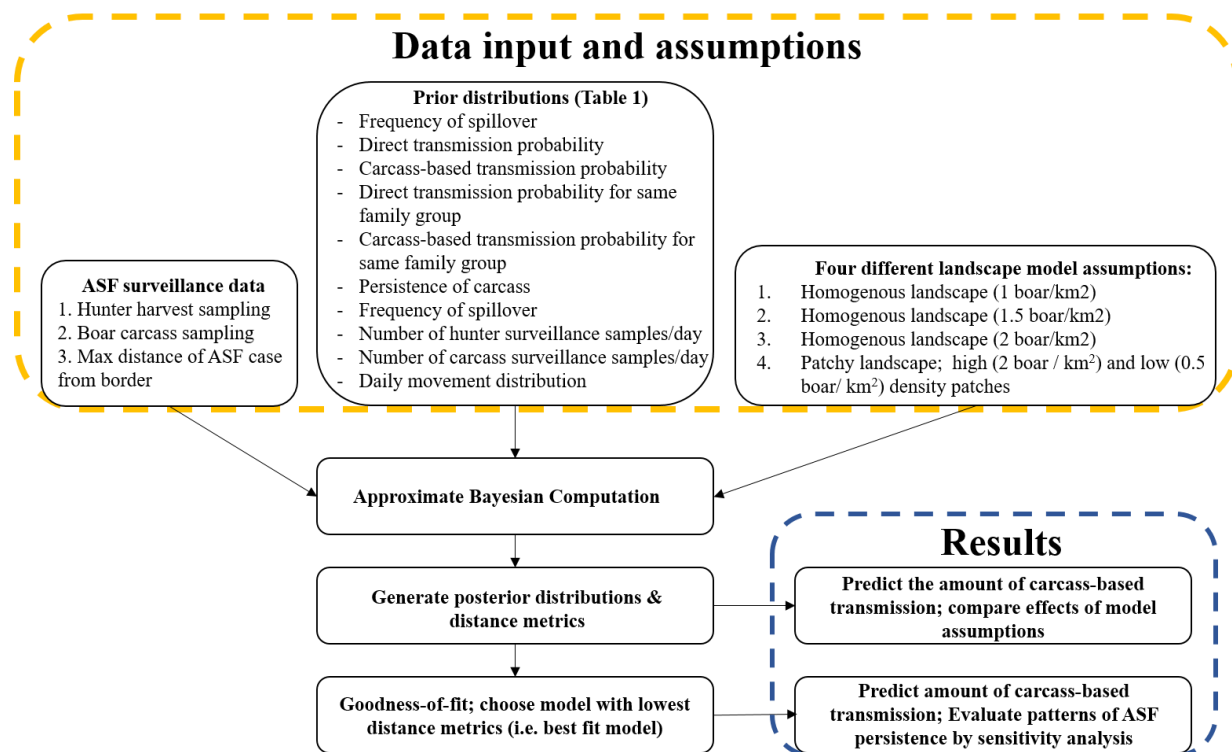 Data input and assumptions
Prior distributions (Table 1)
- Frequency of spillover
- Direct transmission probability
- Carcass-based transmission probability
- Direct transmission probability for same
family group
- Carcass-based transmission probability for
same family group
- Persistence of carcass
- Frequency of spillover
- Number of hunter surveillance samples/day
- Number of carcass surveillance samples/day
- Daily movement distribution
ASF surveillance data
1. Hunter harvest sampling
2. Boar carcass sampling
3. Max distance of ASF case
from border
Four different landscape model assumptions:
1. Homogenous landscape (1 boar/km2)
2. Homogenous landscape (1.5 boar/km2)
3. Homogenous landscape (2 boar/km2)
4. Patchy landscape; high (2 boar / km²) and low (0.5
boar/ km²) density patches
Approximate Bayesian Computation
Generate posterior distributions &
distance metrics
Goodness-of-fit; choose model with lowest
distance metrics (i.e. best fit model)
Results
Predict the amount of carcass-based
transmission; compare effects of model
assumptions
Predict amount of carcass-based
transmission; Evaluate patterns of ASF
persistence by sensitivity analysis